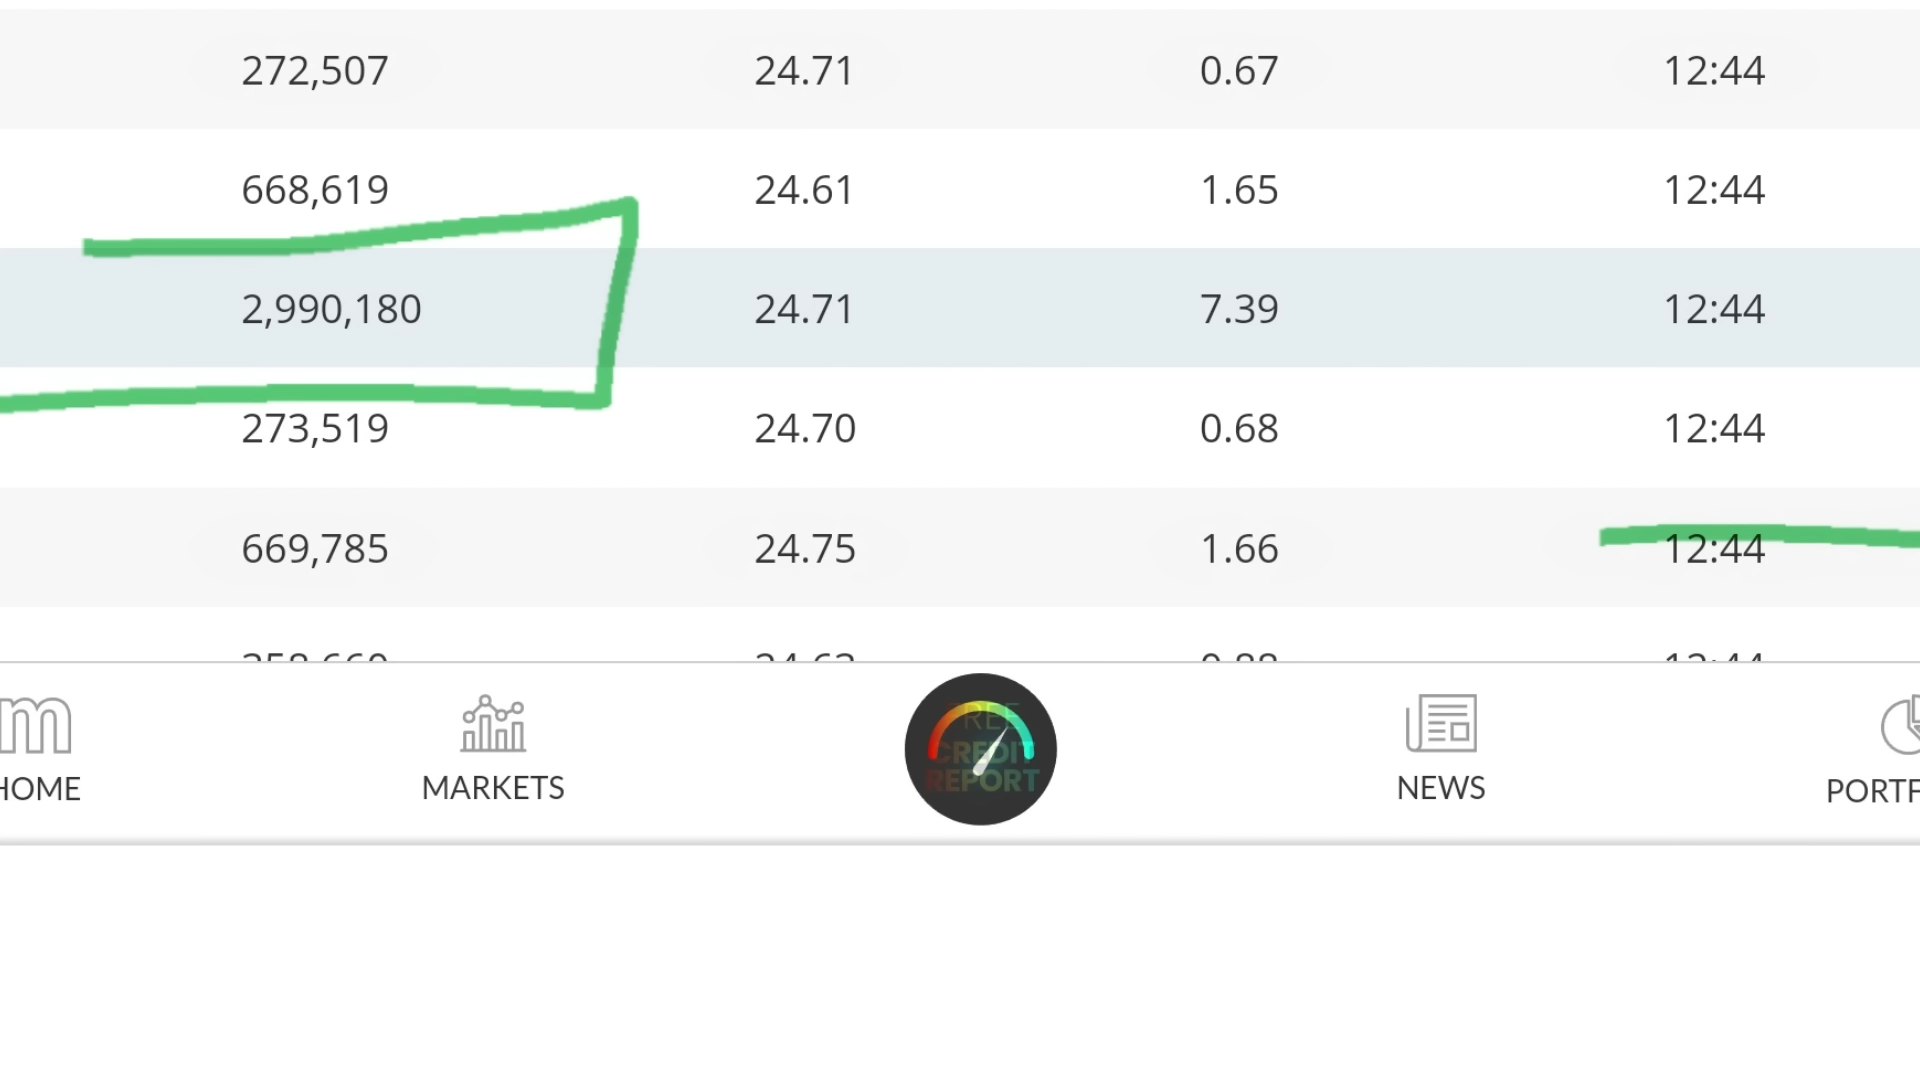 272,507 24.71 0.67 12:44
668,619 24.61 1.65 12:44
2,990,180 24.71 7.39 12:44
273,519 24.70 0.68 12:44
669,785 24.75 1.66 12:44
m
HOME MARKETS FREE CREDIT REPORT NEWS PORTF